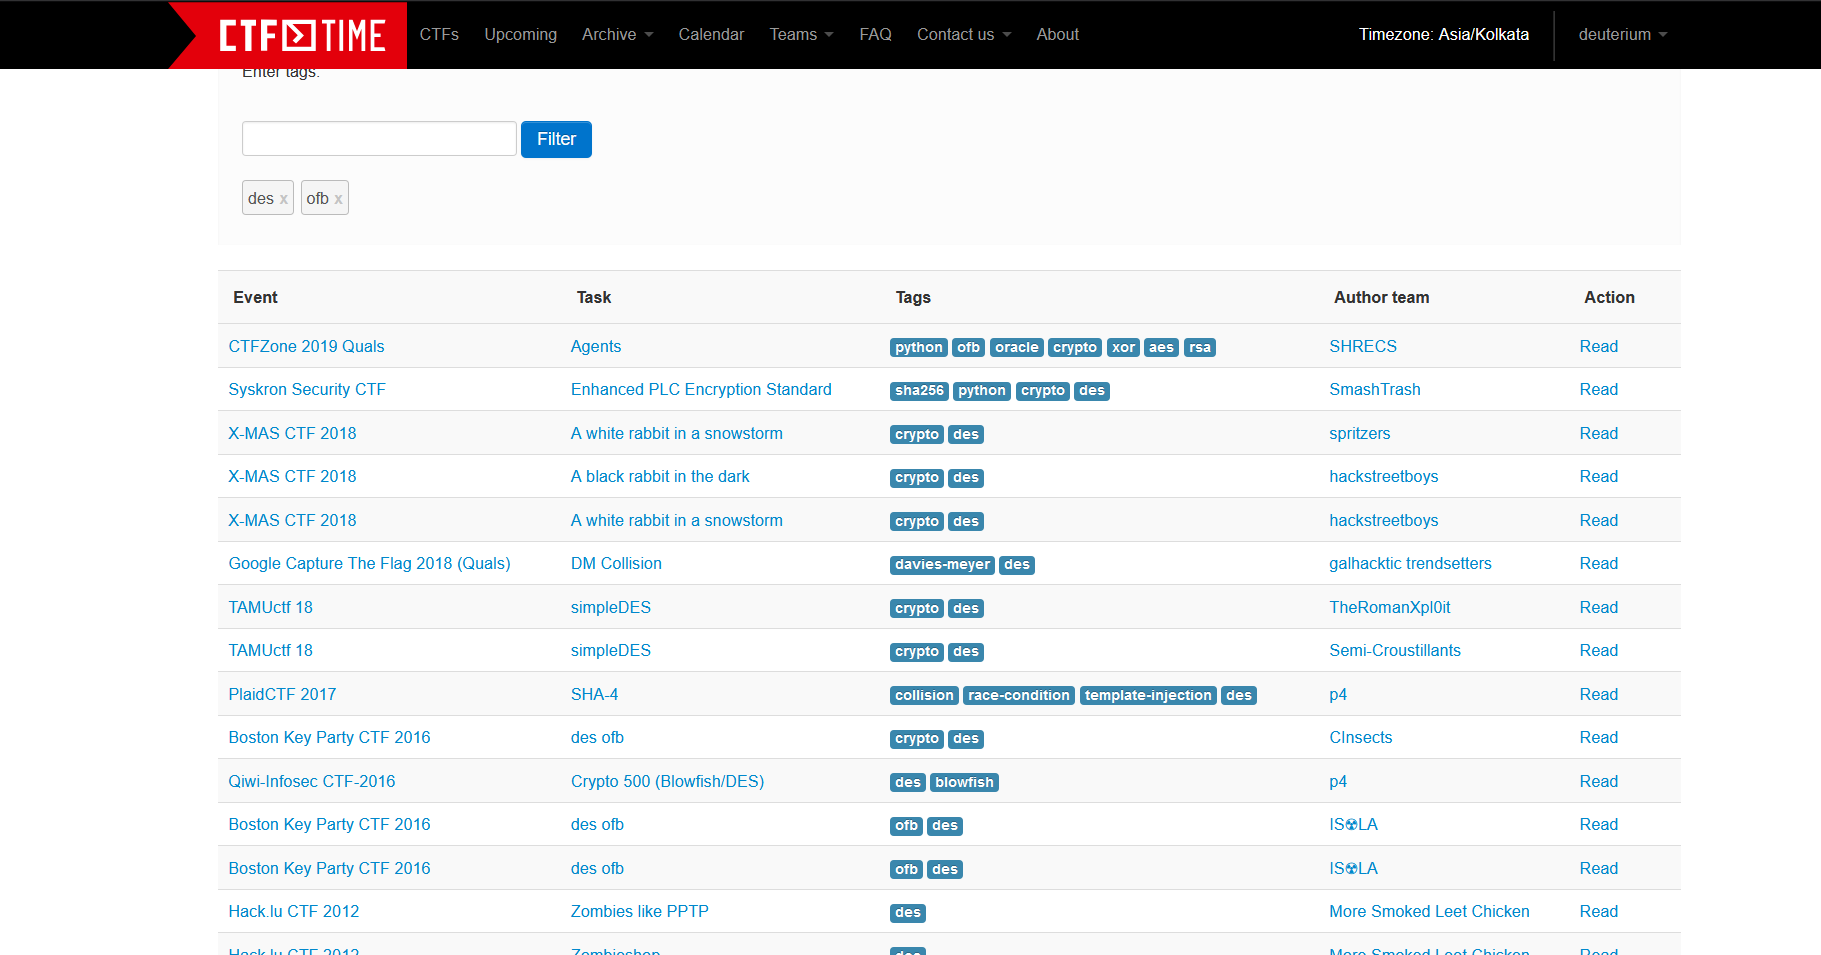 CTF TIME CTFs Upcoming Archive Calendar Teams FAQ Contact us About Timezone: Asia/Kolkata deuterium
Enter tags:
Filter
des x ofb x
Event Task Tags Author team Action
CTFZone 2019 Quals Agents python ofb oracle crypto xor aes rsa SHRECS Read
Syskron Security CTF Enhanced PLC Encryption Standard sha256 python crypto des SmashTrash Read
X-MAS CTF 2018 A white rabbit in a snowstorm crypto des spritzers Read
X-MAS CTF 2018 A black rabbit in the dark crypto des hackstreetboys Read
X-MAS CTF 2018 A white rabbit in a snowstorm crypto des hackstreetboys Read
Google Capture The Flag 2018 (Quals) DM Collision davies-meyer des galhacktic trendsetters Read
TAMUctf 18 simpleDES crypto des TheRomanXpl0it Read
TAMUctf 18 simpleDES crypto des Semi-Croustillants Read
PlaidCTF 2017 SHA-4 collision race-condition template-injection des p4 Read
Boston Key Party CTF 2016 des ofb crypto des CInsects Read
Qiwi-Infosec CTF-2016 Crypto 500 (Blowfish/DES) des blowfish p4 Read
Boston Key Party CTF 2016 des ofb ofb des IS☢LA Read
Boston Key Party CTF 2016 des ofb ofb des IS☢LA Read
Hack.lu CTF 2012 Zombies like PPTP des More Smoked Leet Chicken Read
Hack.lu CTF 2012 Zombieshop des More Smoked Leet Chicken Read